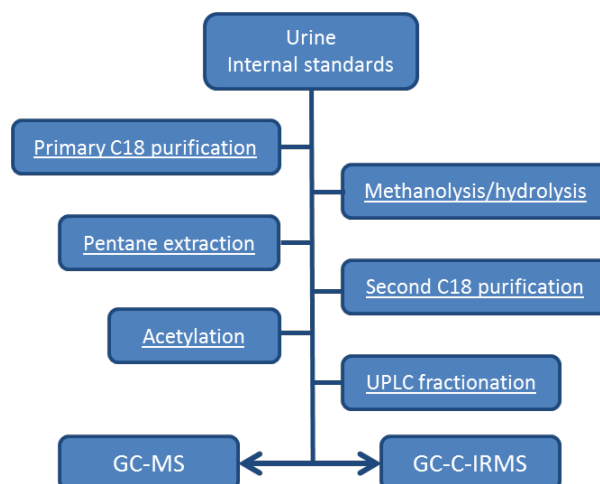 Urine
Internal standards
Primary C18 purification
Methanolysis/hydrolysis
Pentane extraction
Second C18 purification
Acetylation
UPLC fractionation
GC-MS
GC-C-IRMS